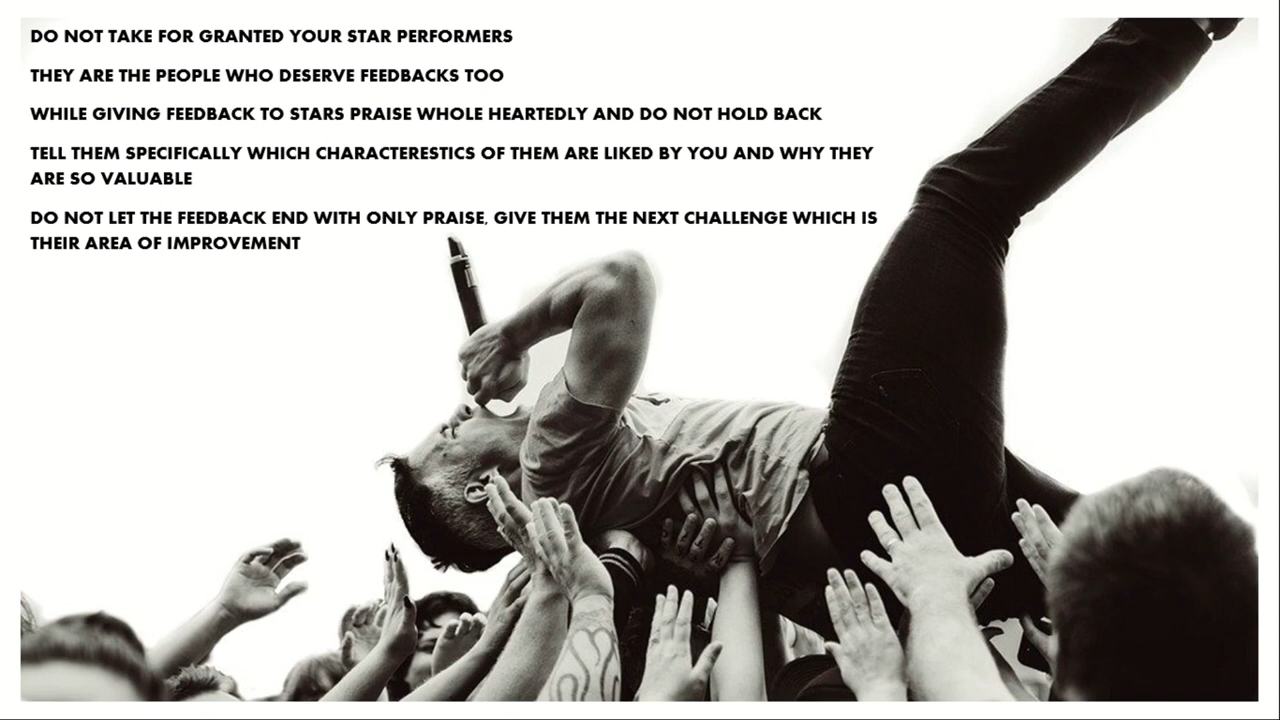 DO NOT TAKE FOR GRANTED YOUR STAR PERFORMERS
THEY ARE THE PEOPLE WHO DESERVE FEEDBACKS TOO
WHILE GIVING FEEDBACK TO STARS PRAISE WHOLE HEARTEDLY AND DO NOT HOLD BACK
TELL THEM SPECIFICALLY WHICH CHARACTERESTICS OF THEM ARE LIKED BY YOU AND WHY THEY
ARE SO VALUABLE
DO NOT LET THE FEEDBACK END WITH ONLY PRAISE, GIVE THEM THE NEXT CHALLENGE WHICH IS
THEIR AREA OF IMPROVEMENT